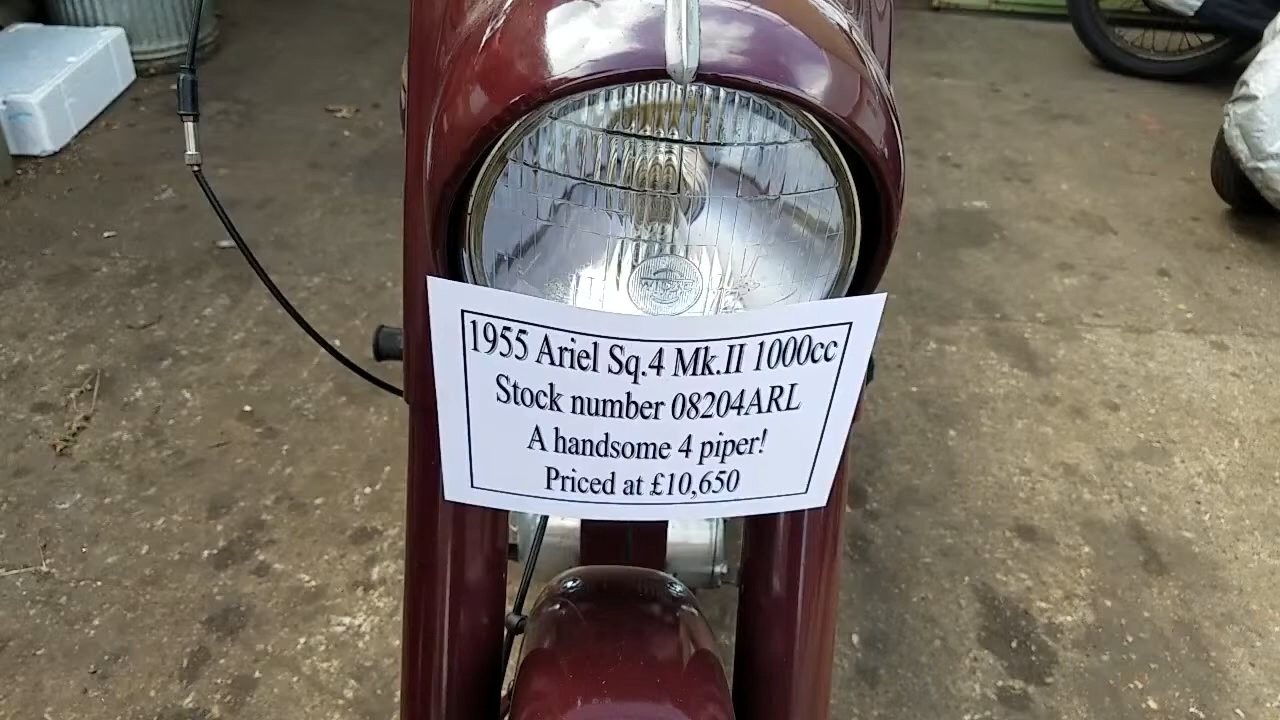 1955 Ariel Sq.4 Mk.II 1000cc
Stock number 08204ARL
A handsome 4 piper!
Priced at £10,650